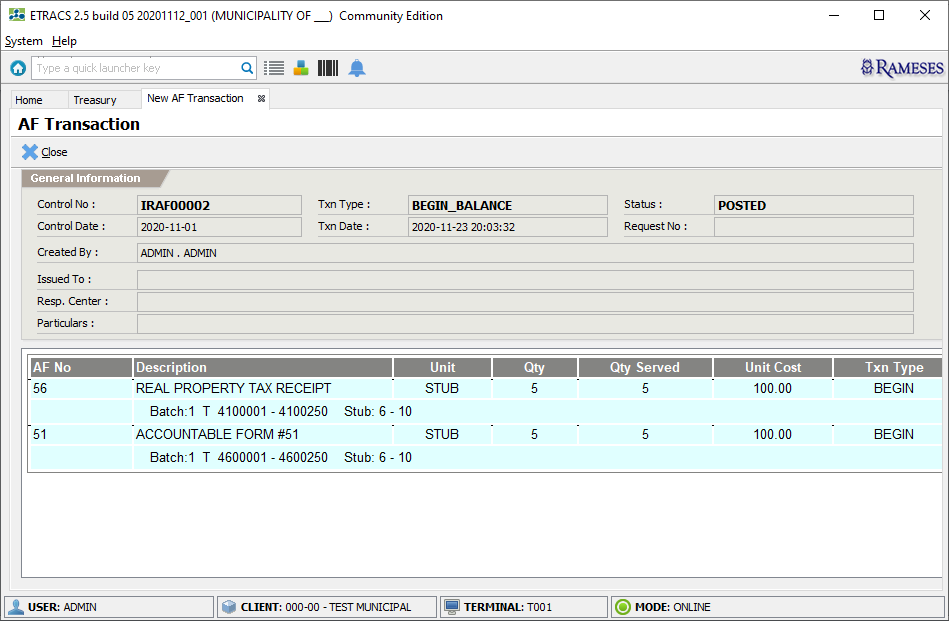 ETRACS 2.5 build 05 20201112_001 (MUNICIPALITY OF ___) Community Edition
System Help
Type a quick launcher key
RAMESES
Home Treasury New AF Transaction
AF Transaction
Close
General Information
Control No : IRAF00002 Txn Type : BEGIN_BALANCE Status : POSTED
Control Date : 2020-11-01 Txn Date : 2020-11-23 20:03:32 Request No :
Created By : ADMIN . ADMIN
Issued To :
Resp. Center :
Particulars :
AF No Description Unit Qty Qty Served Unit Cost Txn Type
56 REAL PROPERTY TAX RECEIPT STUB 5 5 100.00 BEGIN
Batch:1 T 4100001 - 4100250 Stub: 6 - 10
51 ACCOUNTABLE FORM #51 STUB 5 5 100.00 BEGIN
Batch:1 T 4600001 - 4600250 Stub: 6 - 10
USER: ADMIN CLIENT: 000-00 - TEST MUNICIPAL TERMINAL: T001 MODE: ONLINE